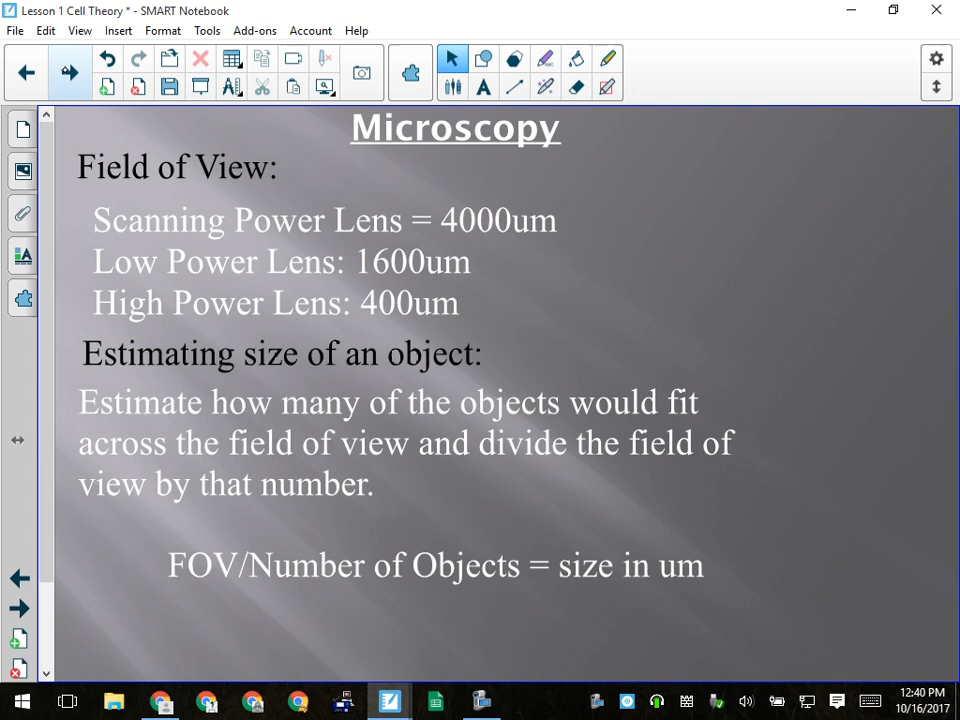 Lesson 1 Cell Theory * - SMART Notebook
File Edit View Insert Format Tools Add-ons Account Help
Microscopy
Field of View:
Scanning Power Lens = 4000um
Low Power Lens: 1600um
High Power Lens: 400um
Estimating size of an object:
Estimate how many of the objects would fit
across the field of view and divide the field of
view by that number.
FOV/Number of Objects = size in um
12:40 PM
10/16/2017